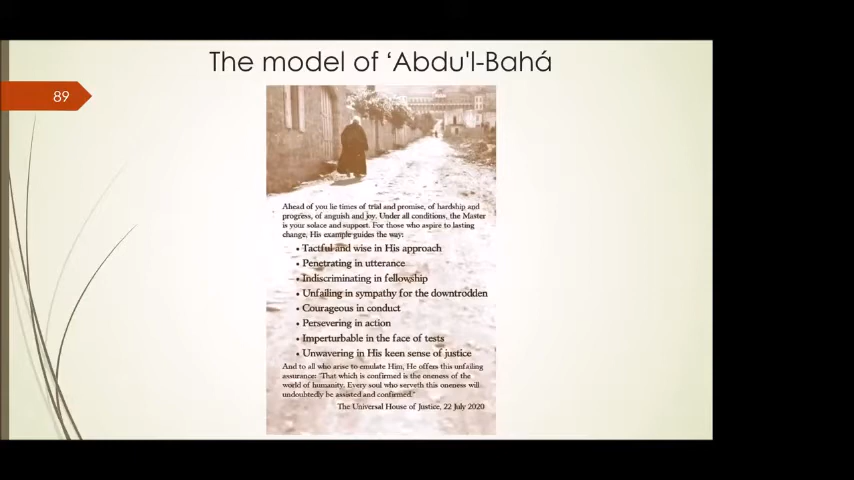 The model of ‘Abdu'l-Bahá
89
Ahead of you lie times of trial and promise, of hardship and
progress, of anguish and joy. Under all conditions, the Master
is your solace and support. For those who aspire to lasting
change, His example guides the way:
• Tactful and wise in His approach
• Penetrating in utterance
• Indiscriminating in fellowship
• Unfailing in sympathy for the downtrodden
• Courageous in conduct
• Persevering in action
• Imperturbable in the face of tests
• Unwavering in His keen sense of justice
And to all who arise to emulate Him, He offers this unfailing
assurance: "That which is confirmed is the oneness of the
world of humanity. Every soul who serveth this oneness will
undoubtedly be assisted and confirmed."
The Universal House of Justice, 22 July 2020